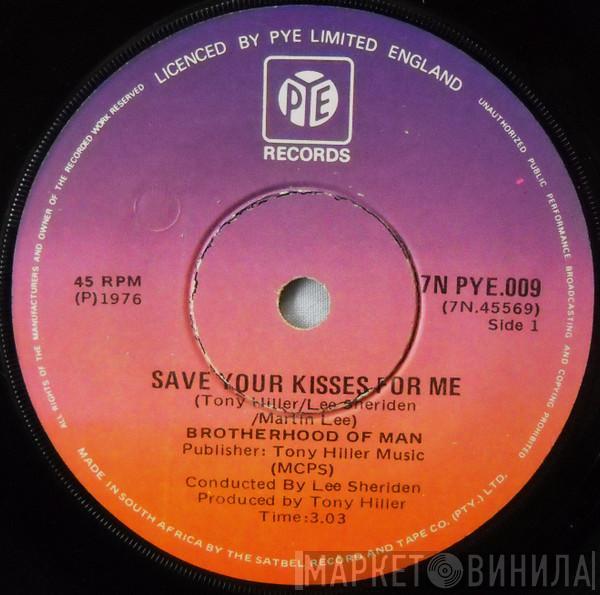 LICENCED BY PYE LIMITED ENGLAND
PYE
RECORDS
ALL RIGHTS OF THE MANUFACTURERS AND OWNER OF THE RECORDED WORK RESERVED
UNAUTHORIZED PUBLIC PERFORMANCE BROADCASTING AND COPYING PROHIBITED
45 RPM
(P)1976
7N PYE.009
(7N.45569)
Side 1
SAVE YOUR KISSES FOR ME
(Tony Hiller/Lee Sheriden
/Martin Lee)
BROTHERHOOD OF MAN
Publisher: Tony Hiller Music
(MCPS)
Conducted By Lee Sheriden
Produced by Tony Hiller
Time:3.03
MADE IN SOUTH AFRICA BY THE SATBEL RECORD AND TAPE CO. (PTY.) LTD.
МАРКЕТ ВИНИЛА